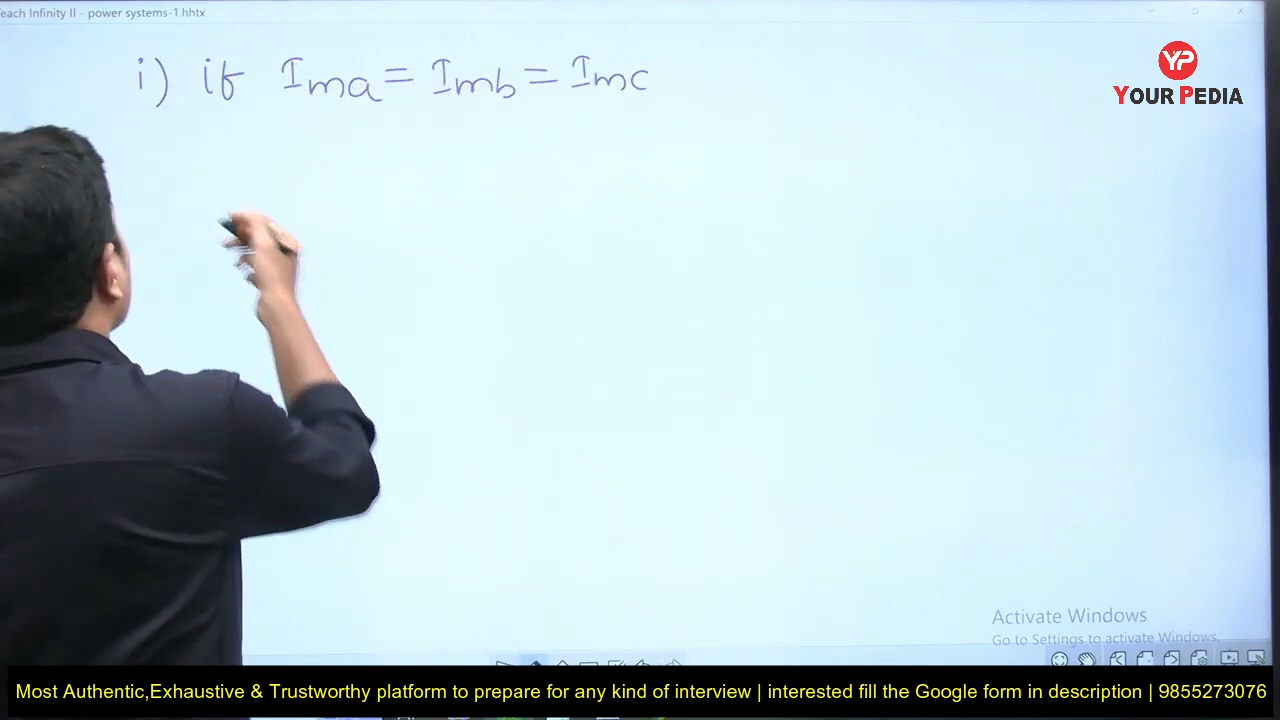 each Infinity II - power systems-1.hhtx
i) if Ima = Imb = Imc
YP
YOUR PEDIA
Activate Windows
Go to Settings to activate Windows.
Most Authentic,Exhaustive & Trustworthy platform to prepare for any kind of interview | interested fill the Google form in description | 9855273076